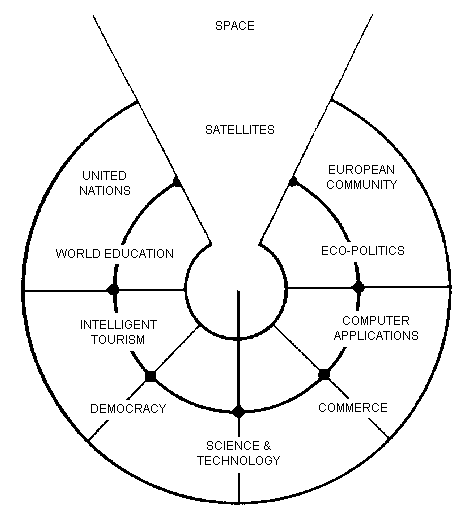 SPACE
SATELLITES
UNITED
NATIONS
EUROPEAN
COMMUNITY
WORLD EDUCATION
ECO-POLITICS
INTELLIGENT
TOURISM
COMPUTER
APPLICATIONS
DEMOCRACY
COMMERCE
SCIENCE &
TECHNOLOGY